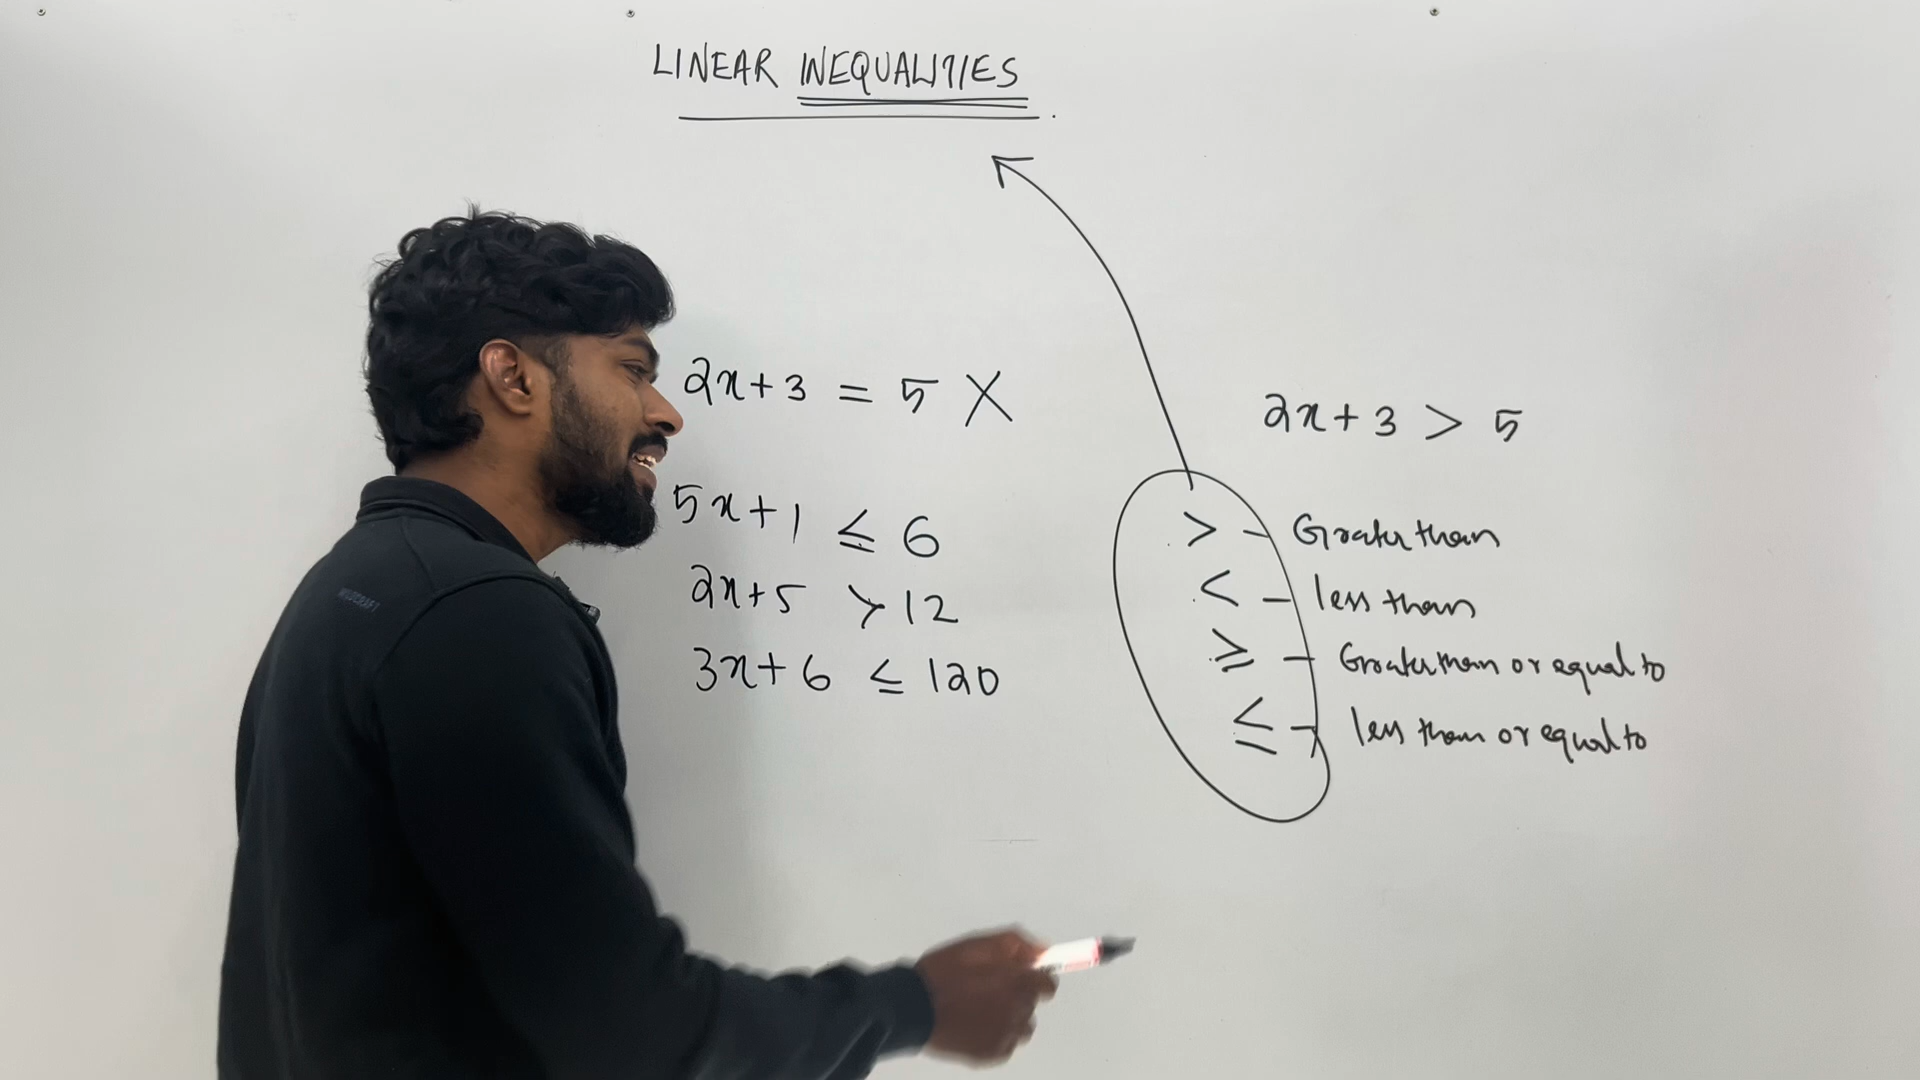 LINEAR INEQUALITIES
2x+3 = 5 X
5x+1 ≤ 6
2x+5 > 12
3x+6 ≤ 120
2x+3 > 5
> - Greater than
< - less than
≥ - Greater than or equal to
≤ - less than or equal to
WILDCRAFT